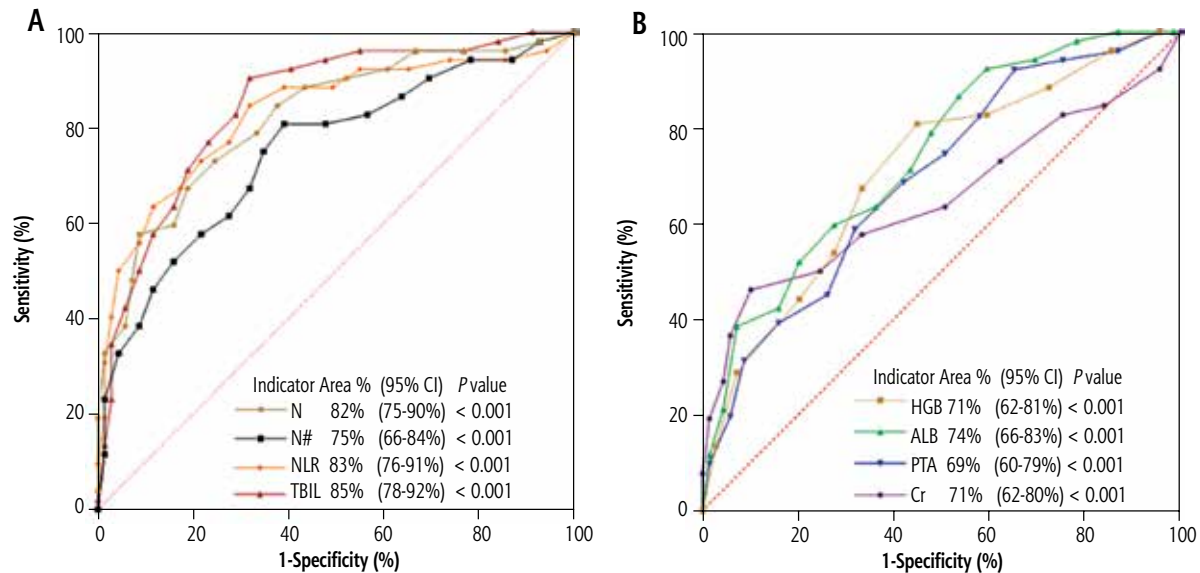 A
Sensitivity (%)
100
80
60
40
20
0
Indicator Area % (95% CI) P value
N 82% (75-90%) < 0.001
N# 75% (66-84%) < 0.001
NLR 83% (76-91%) < 0.001
TBIL 85% (78-92%) < 0.001
0 20 40 60 80 100
1-Specificity (%)
B
Sensitivity (%)
100
80
60
40
20
0
Indicator Area % (95% CI) P value
HGB 71% (62-81%) < 0.001
ALB 74% (66-83%) < 0.001
PTA 69% (60-79%) < 0.001
Cr 71% (62-80%) < 0.001
0 20 40 60 80 100
1-Specificity (%)